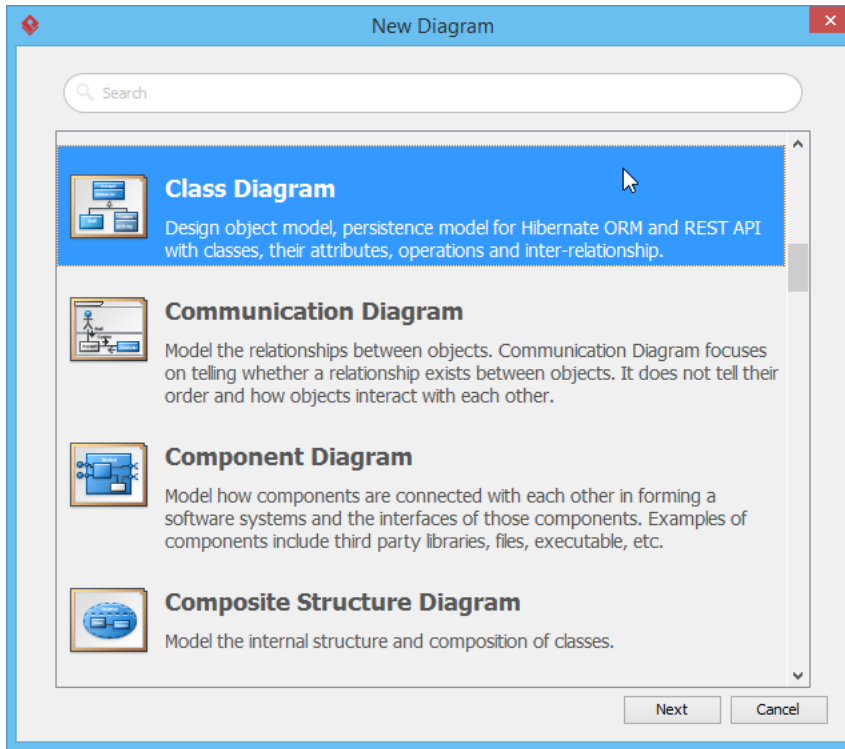 New Diagram
Search
Class Diagram
Design object model, persistence model for Hibernate ORM and REST API
with classes, their attributes, operations and inter-relationship.
Communication Diagram
Model the relationships between objects. Communication Diagram focuses
on telling whether a relationship exists between objects. It does not tell their
order and how objects interact with each other.
Component Diagram
Model how components are connected with each other in forming a
software systems and the interfaces of those components. Examples of
components include third party libraries, files, executable, etc.
Composite Structure Diagram
Model the internal structure and composition of classes.
Next Cancel